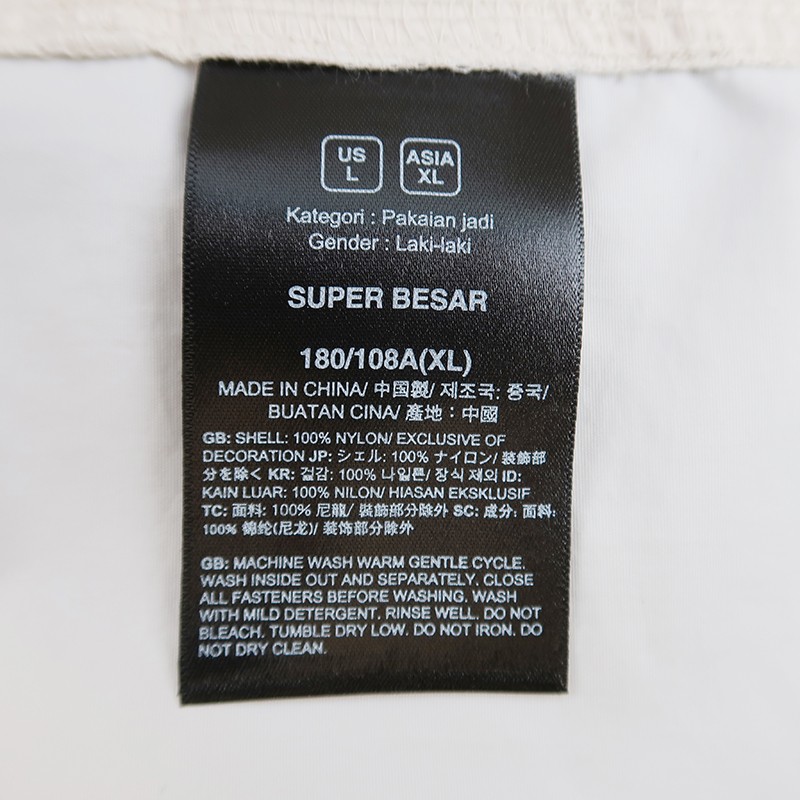 US
L
ASIA
XL
Kategori : Pakaian jadi
Gender : Laki-laki
SUPER BESAR
180/108A(XL)
MADE IN CHINA/ 中国製/ 제조국: 중국/
BUATAN CINA/ 產地：中國
GB: SHELL: 100% NYLON/ EXCLUSIVE OF
DECORATION JP: シェル: 100% ナイロン/ 装飾部
分を除く KR: 겉감: 100% 나일론/ 장식 제외 ID:
KAIN LUAR: 100% NILON/ HIASAN EKSKLUSIF
TC: 面料: 100% 尼龍/ 裝飾部分除外 SC: 成分: 面料:
100% 锦纶(尼龙)/ 装饰部分除外
GB: MACHINE WASH WARM GENTLE CYCLE.
WASH INSIDE OUT AND SEPARATELY. CLOSE
ALL FASTENERS BEFORE WASHING. WASH
WITH MILD DETERGENT. RINSE WELL. DO NOT
BLEACH. TUMBLE DRY LOW. DO NOT IRON. DO
NOT DRY CLEAN.